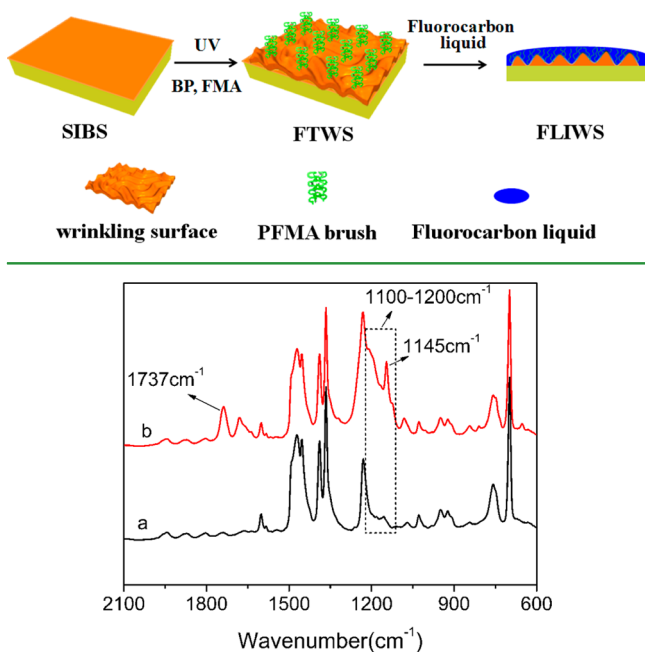 UV
BP, FMA
Fluorocarbon
liquid
SIBS
FTWS
FLIWS
wrinkling surface
PFMA brush
Fluorocarbon liquid
1100-1200cm⁻¹
1145cm⁻¹
1737cm⁻¹
b
a
2100 1800 1500 1200 900 600
Wavenumber(cm⁻¹)